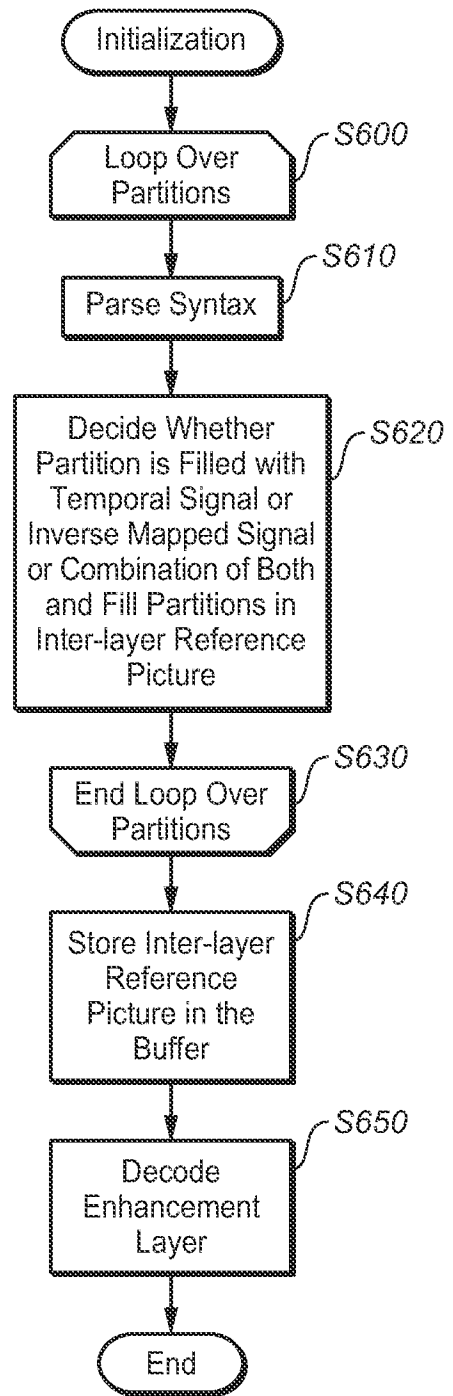 Initialization
S600
Loop Over
Partitions
S610
Parse Syntax
S620
Decide Whether
Partition is Filled with
Temporal Signal or
Inverse Mapped Signal
or Combination of Both
and Fill Partitions in
Inter-layer Reference
Picture
S630
End Loop Over
Partitions
S640
Store Inter-layer
Reference
Picture in the
Buffer
S650
Decode
Enhancement
Layer
End